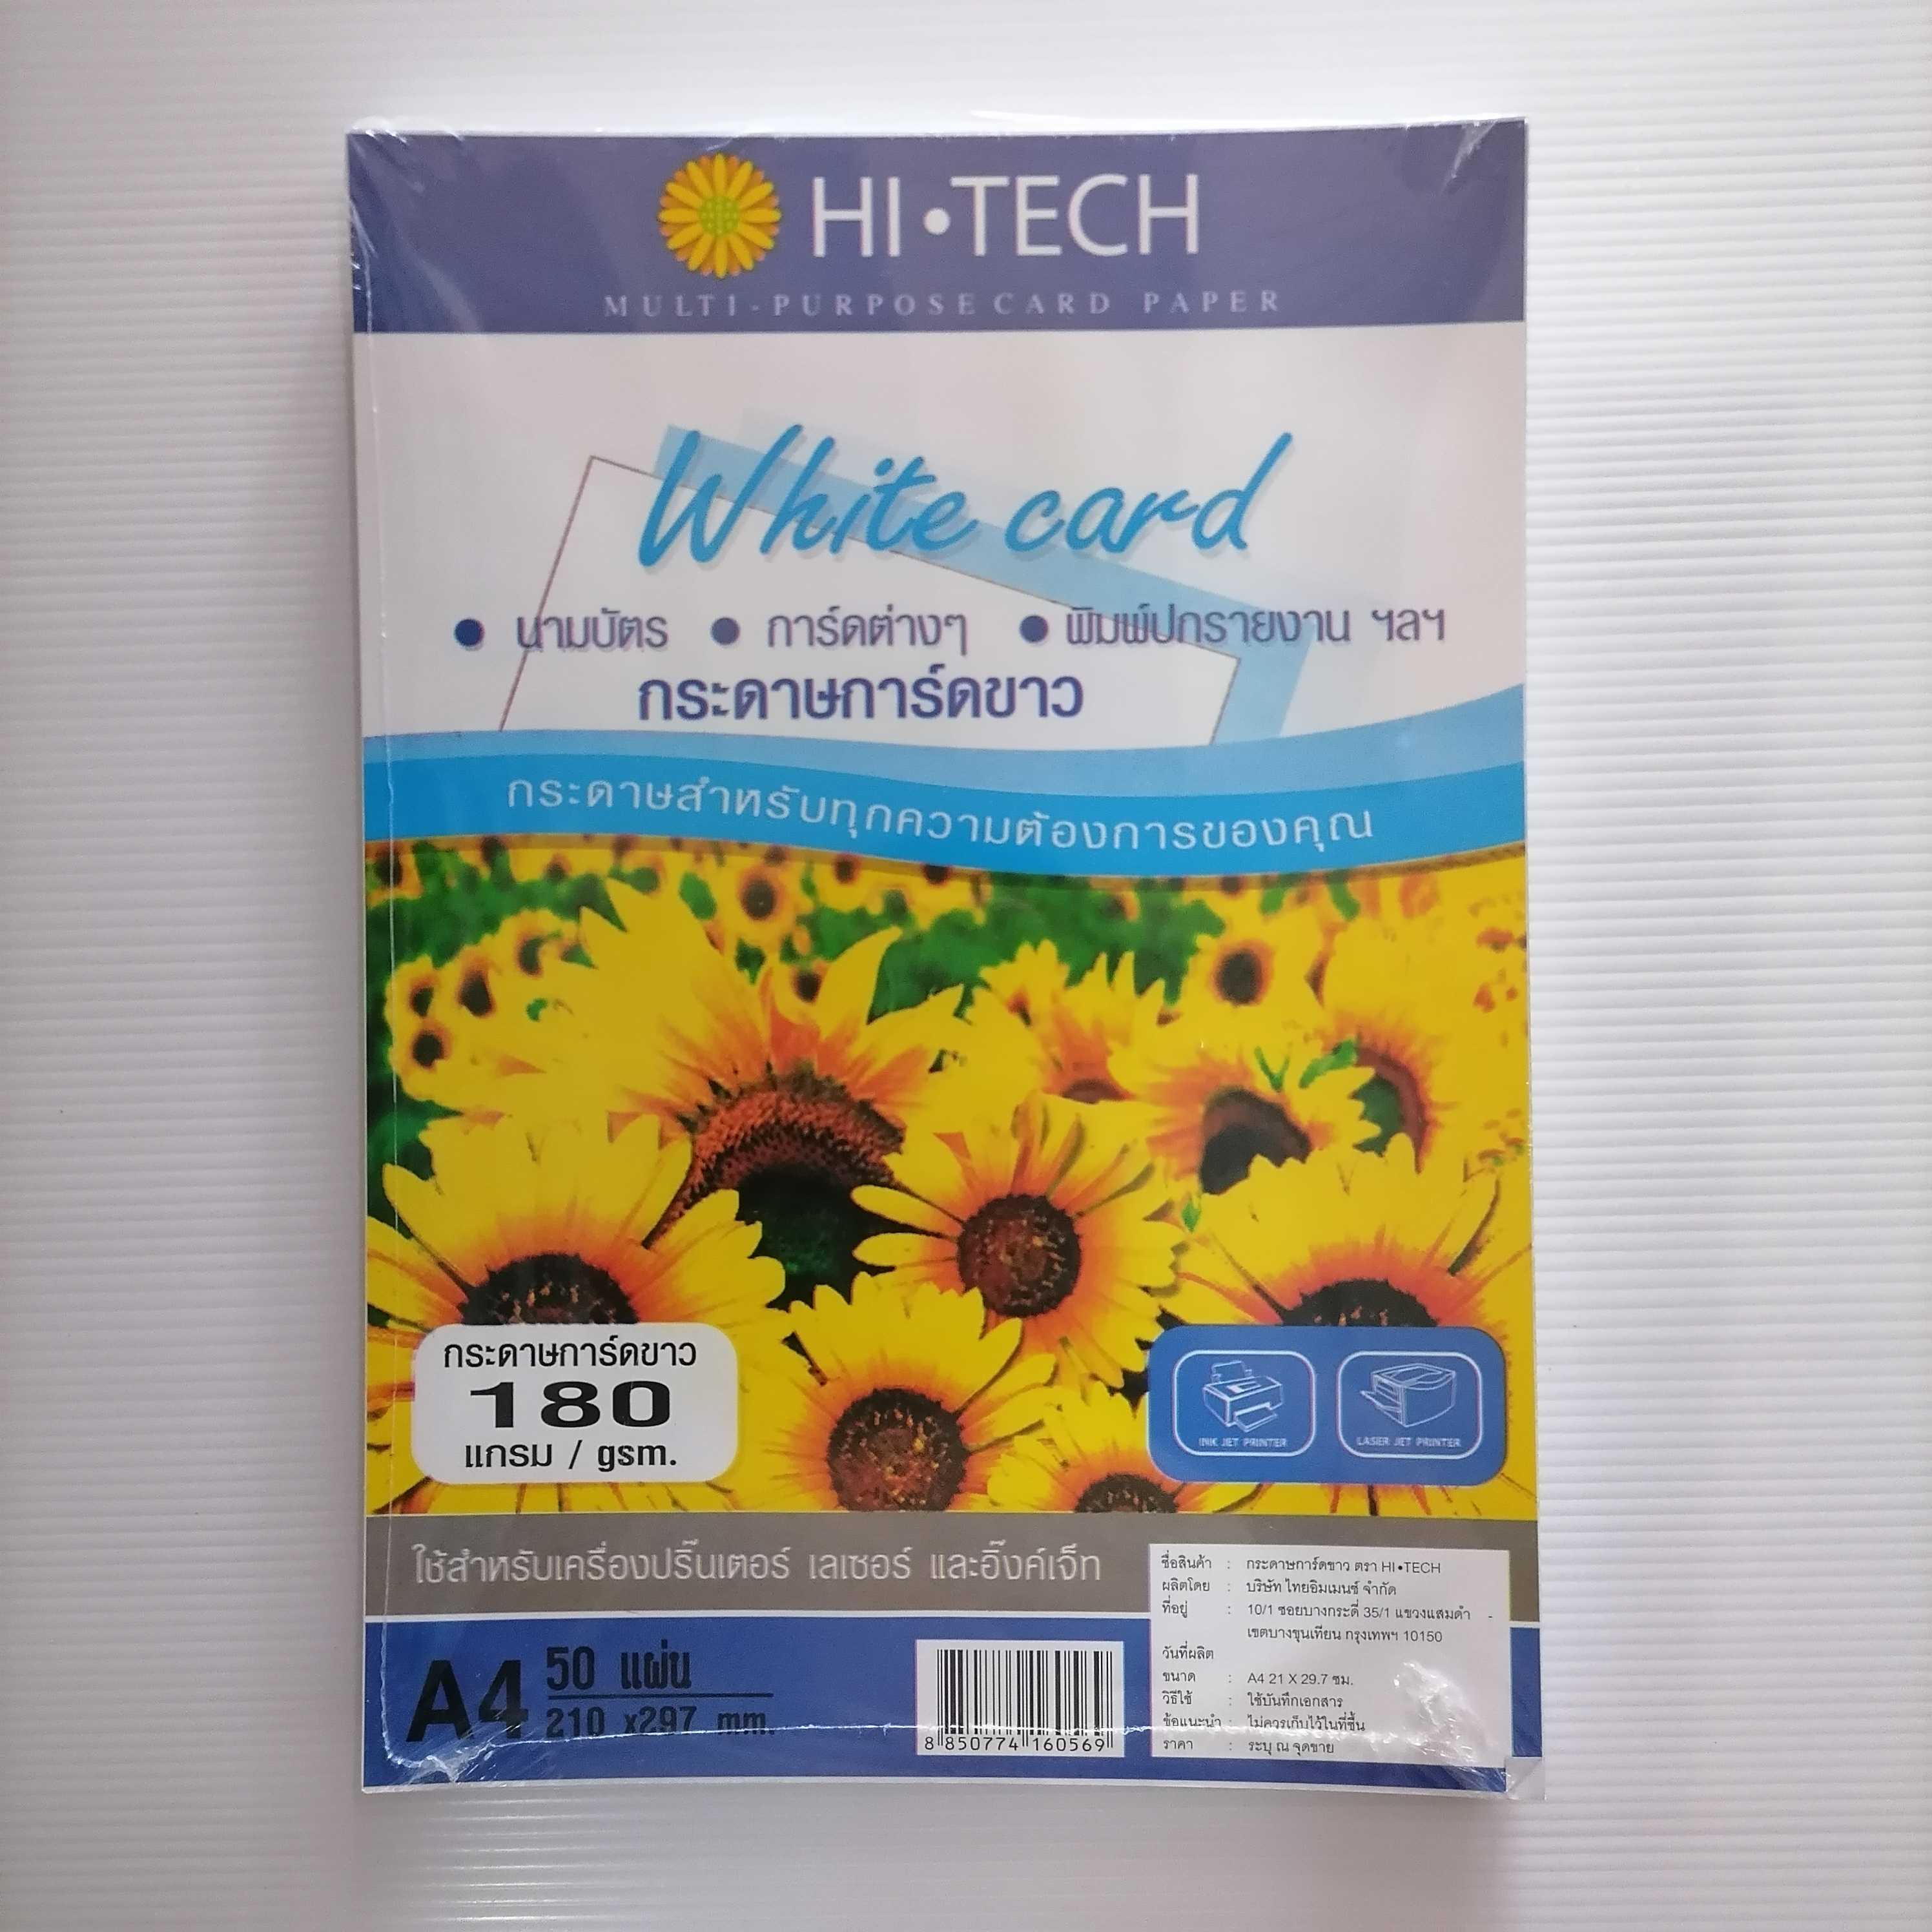 HI•TECH
MULTI-PURPOSE CARD PAPER
White card
● นามบัตร ● การ์ดต่างๆ ● พิมพ์ปกรายงาน ฯลฯ
กระดาษการ์ดขาว
กระดาษสำหรับทุกความต้องการของคุณ
กระดาษการ์ดขาว
180
แกรม / gsm.
INK JET PRINTER
LASER JET PRINTER
ใช้สำหรับเครื่องปริ๊นเตอร์ เลเซอร์ และอิ๊งค์เจ็ท
A4
50 แผ่น
210 x297 mm.
8 850774 160569
ชื่อสินค้า : กระดาษการ์ดขาว ตรา HI•TECH
ผลิตโดย : บริษัท ไทยอิมเมนซ์ จำกัด
ที่อยู่ : 10/1 ซอยบางกระดี่ 35/1 แขวงแสมดำ -
เขตบางขุนเทียน กรุงเทพฯ 10150
วันที่ผลิต
ขนาด : A4 21 X 29.7 ซม.
วิธีใช้ : ใช้บันทึกเอกสาร
ข้อแนะนำ : ไม่ควรเก็บไว้ในที่ชื้น
ราคา : ระบุ ณ จุดขาย